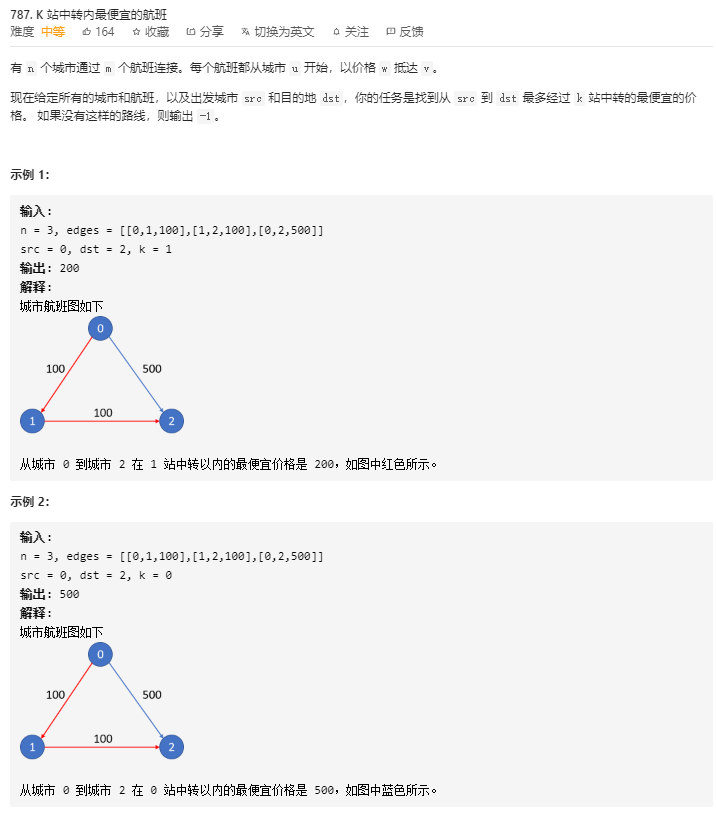 787. K 站中转内最便宜的航班
难度 中等 164 收藏 分享 切换为英文 关注 反馈
有 n 个城市通过 m 个航班连接。每个航班都从城市 u 开始，以价格 w 抵达 v。
现在给定所有的城市和航班，以及出发城市 src 和目的地 dst，你的任务是找到从 src 到 dst 最多经过 k 站中转的最便宜的价
格。 如果没有这样的路线，则输出 -1。
示例 1：
输入：
n = 3, edges = [[0,1,100],[1,2,100],[0,2,500]]
src = 0, dst = 2, k = 1
输出: 200
解释:
城市航班图如下
0
100 500
100
1 2
从城市 0 到城市 2 在 1 站中转以内的最便宜价格是 200，如图中红色所示。
示例 2：
输入：
n = 3, edges = [[0,1,100],[1,2,100],[0,2,500]]
src = 0, dst = 2, k = 0
输出: 500
解释:
城市航班图如下
0
100 500
100
1 2
从城市 0 到城市 2 在 0 站中转以内的最便宜价格是 500，如图中蓝色所示。